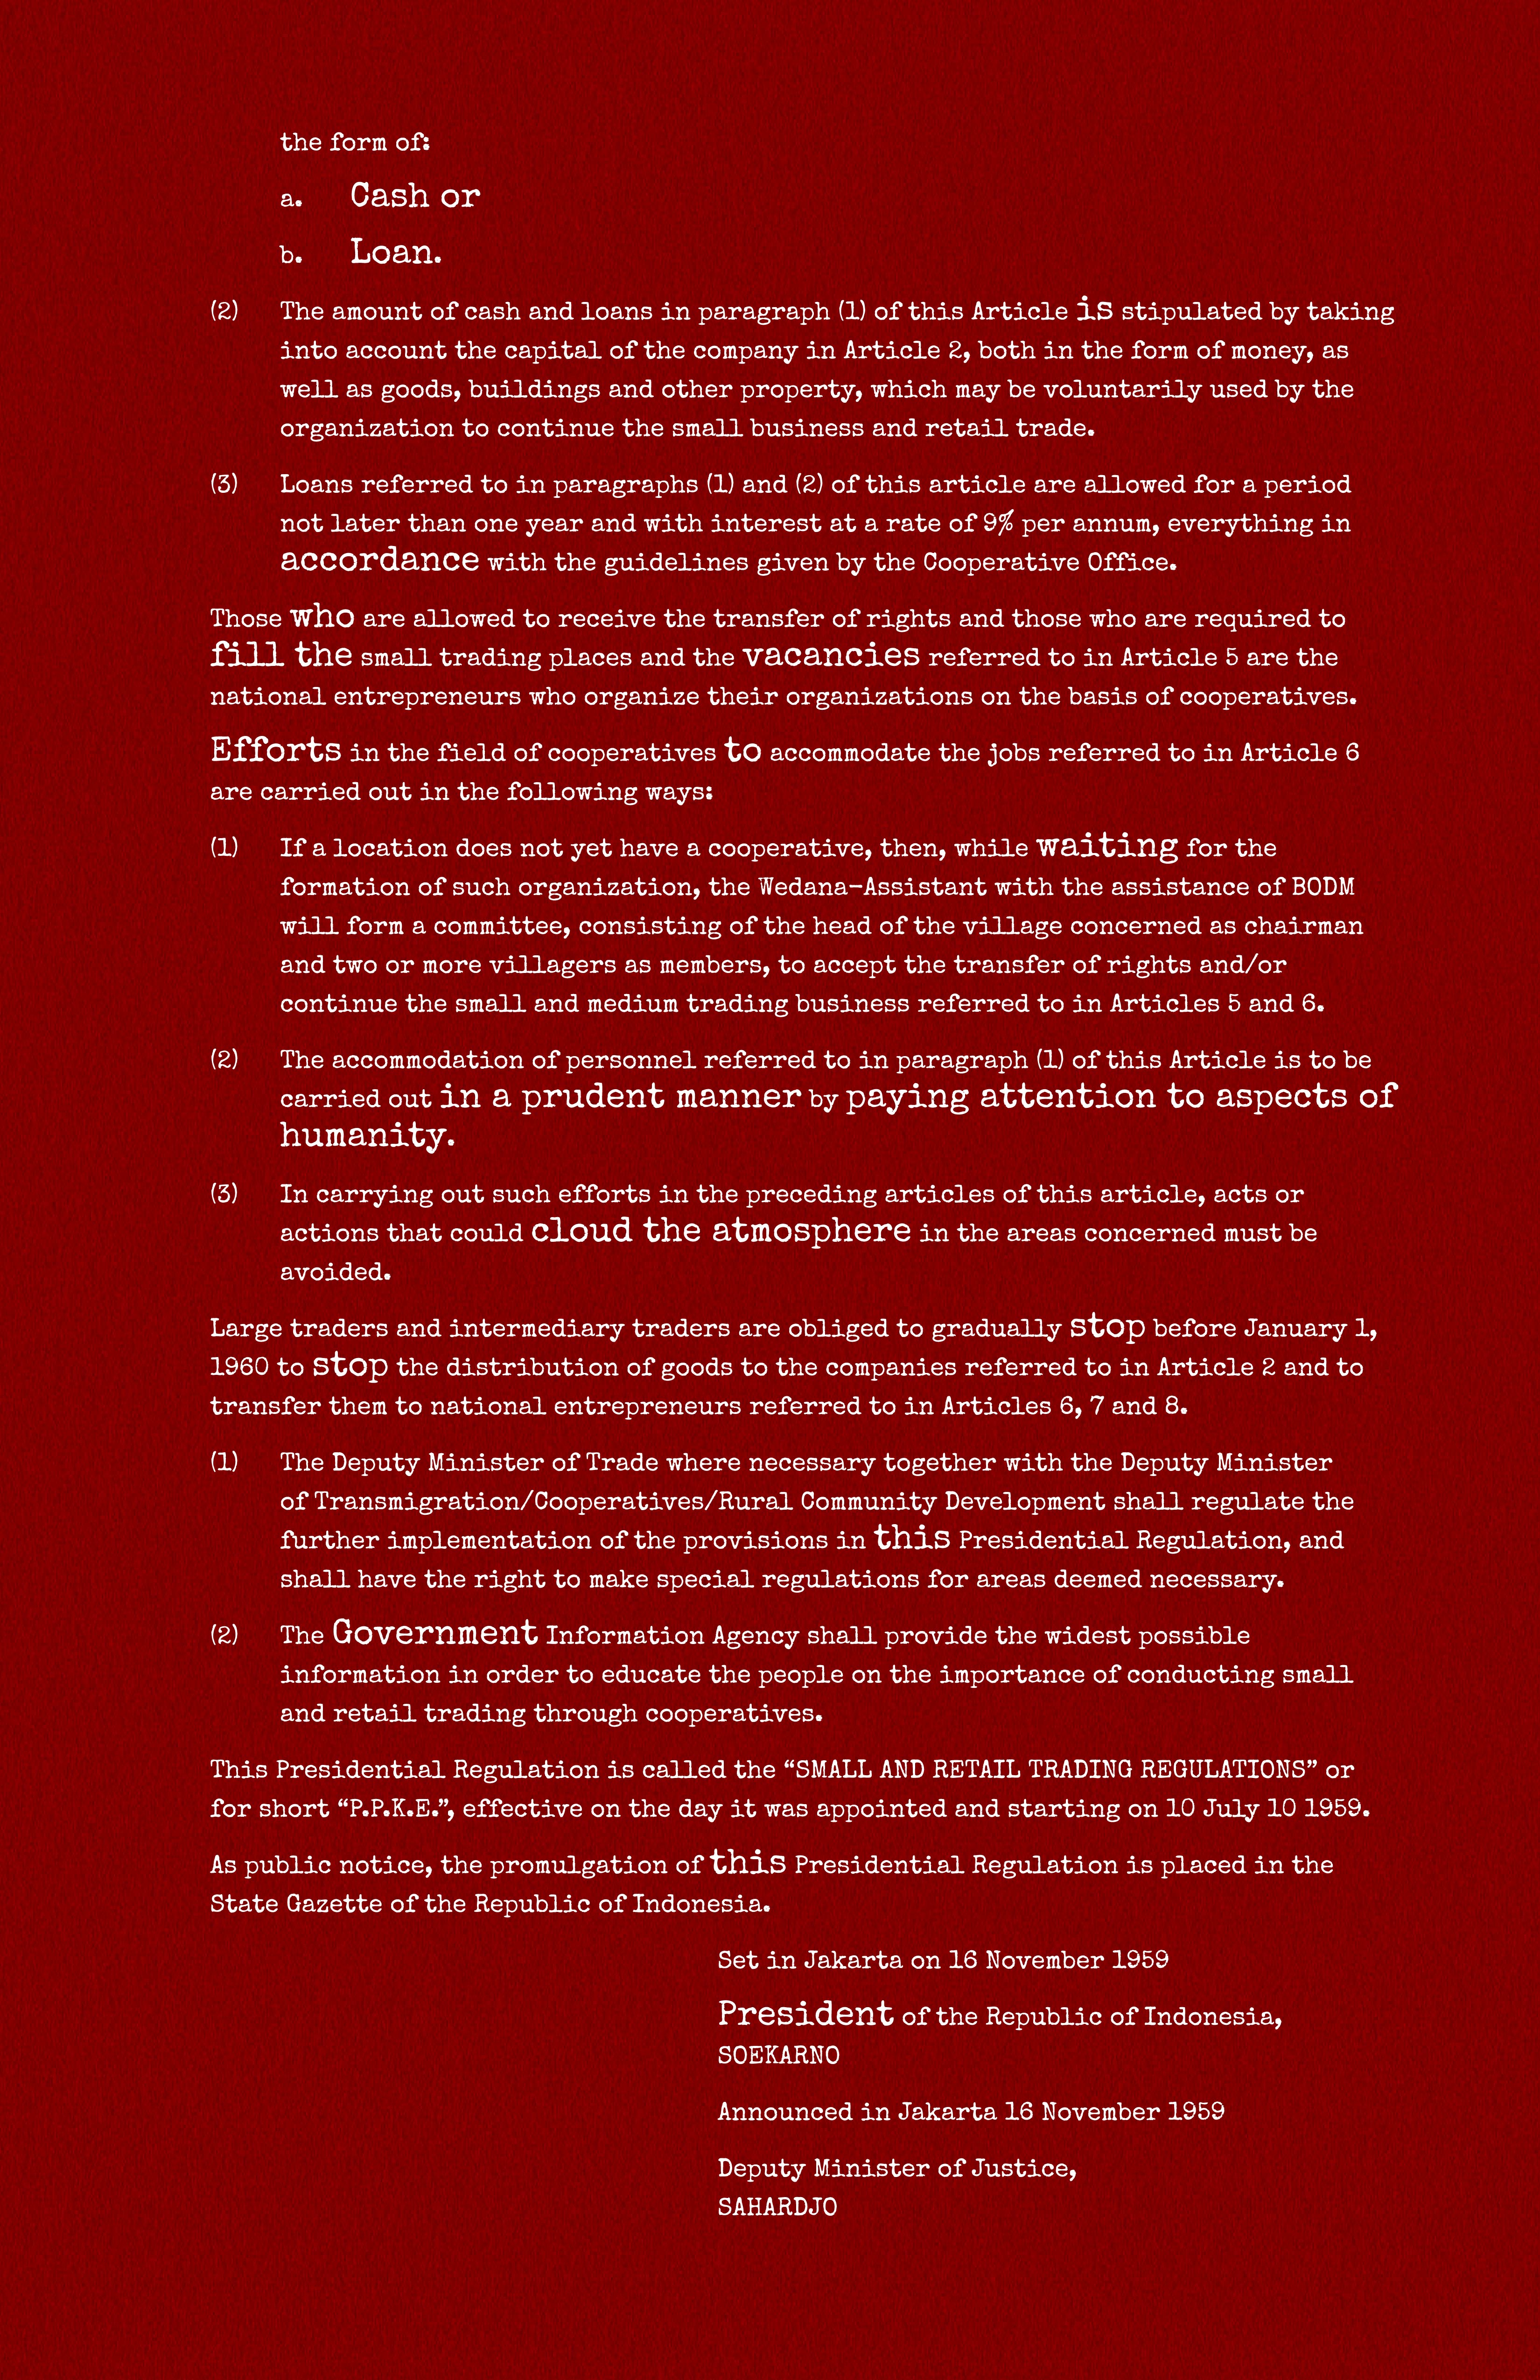 the form of:
a. Cash or
b. Loan.
(2) The amount of cash and loans in paragraph (1) of this Article is stipulated by taking
into account the capital of the company in Article 2, both in the form of money, as
well as goods, buildings and other property, which may be voluntarily used by the
organization to continue the small business and retail trade.
(3) Loans referred to in paragraphs (1) and (2) of this article are allowed for a period
not later than one year and with interest at a rate of 9% per annum, everything in
accordance with the guidelines given by the Cooperative Office.
Those who are allowed to receive the transfer of rights and those who are required to
fill the small trading places and the vacancies referred to in Article 5 are the
national entrepreneurs who organize their organizations on the basis of cooperatives.
Efforts in the field of cooperatives to accommodate the jobs referred to in Article 6
are carried out in the following ways:
(1) If a location does not yet have a cooperative, then, while waiting for the
formation of such organization, the Wedana-Assistant with the assistance of BODM
will form a committee, consisting of the head of the village concerned as chairman
and two or more villagers as members, to accept the transfer of rights and/or
continue the small and medium trading business referred to in Articles 5 and 6.
(2) The accommodation of personnel referred to in paragraph (1) of this Article is to be
carried out in a prudent manner by paying attention to aspects of
humanity.
(3) In carrying out such efforts in the preceding articles of this article, acts or
actions that could cloud the atmosphere in the areas concerned must be
avoided.
Large traders and intermediary traders are obliged to gradually stop before January 1,
1960 to stop the distribution of goods to the companies referred to in Article 2 and to
transfer them to national entrepreneurs referred to in Articles 6, 7 and 8.
(1) The Deputy Minister of Trade where necessary together with the Deputy Minister
of Transmigration/Cooperatives/Rural Community Development shall regulate the
further implementation of the provisions in this Presidential Regulation, and
shall have the right to make special regulations for areas deemed necessary.
(2) The Government Information Agency shall provide the widest possible
information in order to educate the people on the importance of conducting small
and retail trading through cooperatives.
This Presidential Regulation is called the “SMALL AND RETAIL TRADING REGULATIONS” or
for short “P.P.K.E.”, effective on the day it was appointed and starting on 10 July 10 1959.
As public notice, the promulgation of this Presidential Regulation is placed in the
State Gazette of the Republic of Indonesia.
Set in Jakarta on 16 November 1959
President of the Republic of Indonesia,
SOEKARNO
Announced in Jakarta 16 November 1959
Deputy Minister of Justice,
SAHARDJO